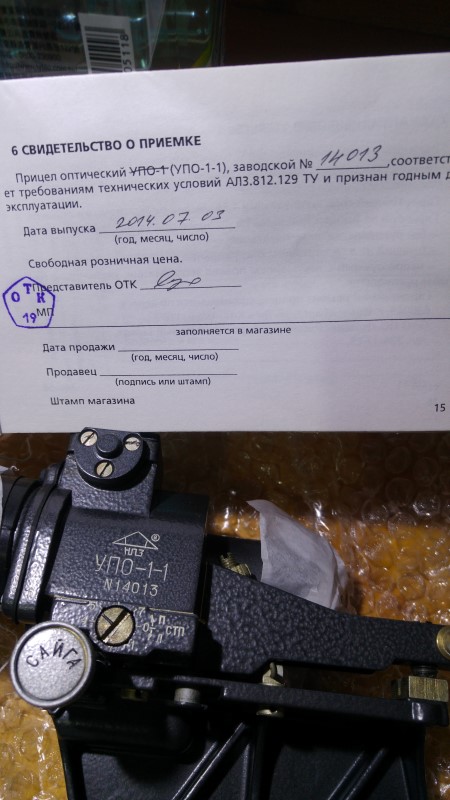 05118
6 СВИДЕТЕЛЬСТВО О ПРИЕМКЕ
Прицел оптический УПО-1 (УПО-1-1), заводской № 14013, соответст
ет требованиям технических условий АЛ3.812.129 ТУ и признан годным д
эксплуатации.
Дата выпуска 2014.07.03
(год, месяц, число)
Свободная розничная цена.
Представитель ОТК
ОТК
19
МП
заполняется в магазине
Дата продажи
(год, месяц, число)
Продавец
(подпись или штамп)
Штамп магазина
15
®
НПЗ
УПО-1-1
N14013
+П
СТП
САЙГА